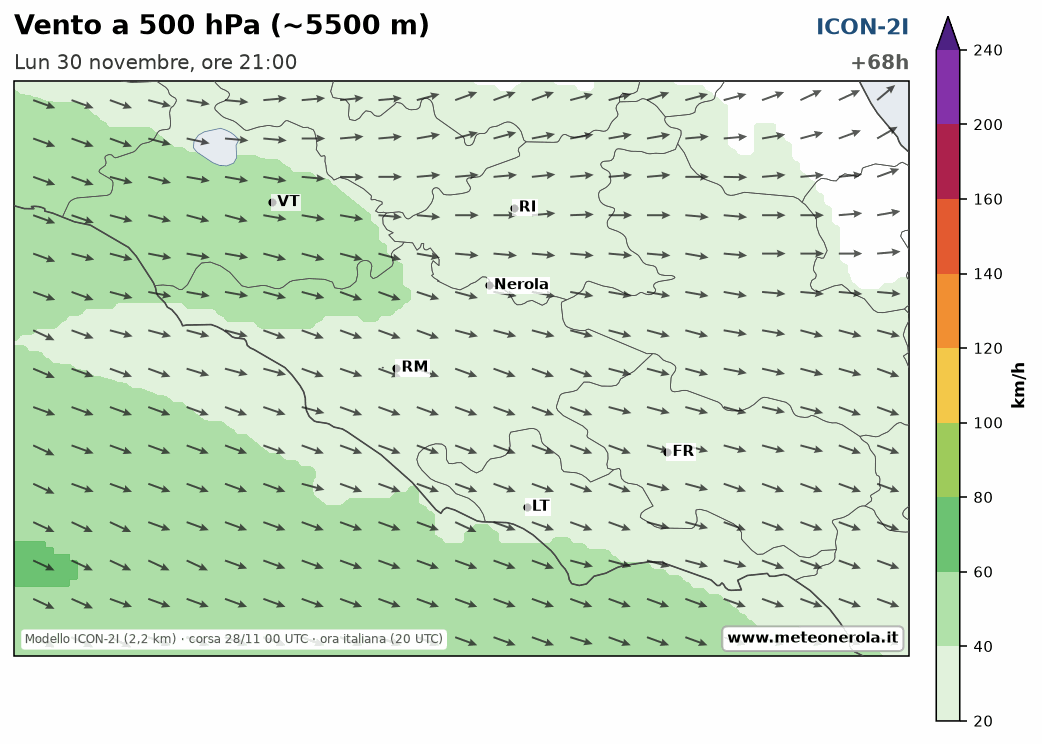 Vento a 500 hPa (~5500 m)
ICON-2I
Lun 30 novembre, ore 21:00
+68h
240
200
160
140
120
100
80
60
40
20
km/h
VT
RI
Nerola
RM
FR
LT
Modello ICON-2I (2,2 km) · corsa 28/11 00 UTC · ora italiana (20 UTC)
www.meteonerola.it